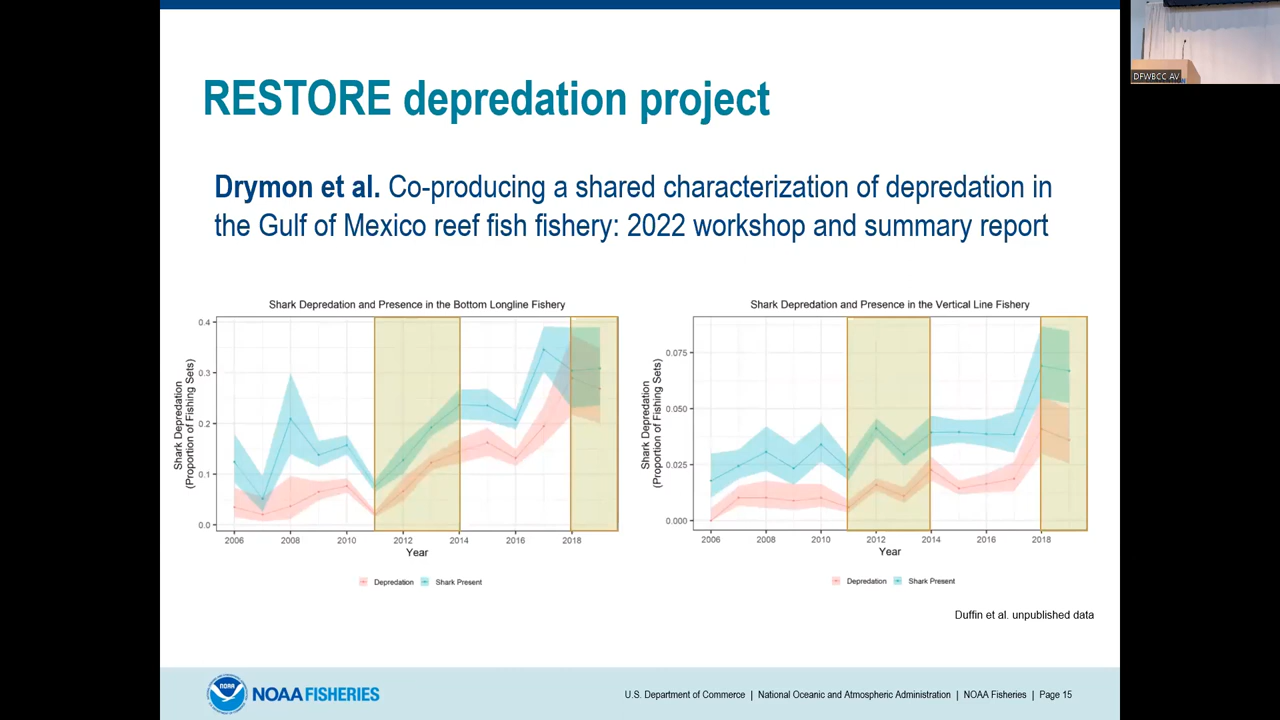 RESTORE depredation project
Drymon et al. Co-producing a shared characterization of depredation in
the Gulf of Mexico reef fish fishery: 2022 workshop and summary report
Shark Depredation and Presence in the Bottom Longline Fishery
Shark Depredation
(Proportion of Fishing Sets)
0.4
0.3
0.2
0.1
0.0
2006 2008 2010 2012 2014 2016 2018
Year
Depredation Shark Present
Shark Depredation and Presence in the Vertical Line Fishery
Shark Depredation
(Proportion of Fishing Sets)
0.075
0.050
0.025
0.000
2006 2008 2010 2012 2014 2016 2018
Year
Depredation Shark Present
Duffin et al. unpublished data
NOAA
NOAA FISHERIES
U.S. Department of Commerce | National Oceanic and Atmospheric Administration | NOAA Fisheries | Page 15
DFWBCC AV